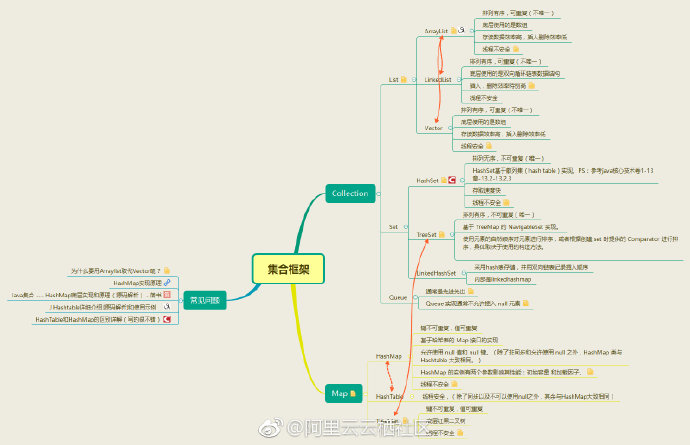 集合框架
Collection
List
ArrayList
排列有序，可重复（不唯一）
底层使用的是数组
存读数据效率高，插入删除效率低
线程不安全
LinkedList
排列有序，可重复（不唯一）
底层使用的是双向循环链表数据结构
插入，删除效率特别高
线程不安全
Vector
排列有序，可重复（不唯一）
底层使用的是数组
存读数据效率高，插入删除效率低
线程安全
Set
HashSet
排列无序，不可重复（唯一）
HashSet基于散列集（hash table）实现。PS：参考java核心技术卷1-13
章-13.2-13.2.3
存取速度快
线程不安全
TreeSet
排列有序，不可重复（唯一）
基于 TreeMap 的 NavigableSet 实现。
使用元素的自然顺序对元素进行排序，或者根据创建 set 时提供的 Comparator 进行排
序，具体取决于使用的构造方法。
LinkedHashSet
采用hash表存储，并用双向链表记录插入顺序
内部是linkedhashmap
Queue
通常是先进先出
Queue 实现通常不允许插入 null 元素
Map
HashMap
键不可重复，值可重复
基于哈希表的 Map 接口的实现
允许使用 null 值和 null 键。（除了非同步和允许使用 null 之外，HashMap 类与
Hashtable 大致相同。）
HashMap 的实例有两个参数影响其性能：初始容量 和加载因子。
线程不安全
HashTable
线程安全，（除了同步以及不可以使用null之外，其余与HashMap大致相同）
键不可重复，值可重复
底层红黑二叉树
线程不安全
常见问题
为什么要用Arraylist取代Vector呢？
HashMap实现原理
Java集合 ...... HashMap底层实现和原理（源码解析） - 简书
Hashtable详细介绍(源码解析)和使用示例
HashTable和HashMap的区别详解（写的很不错）
@阿里云云栖社区